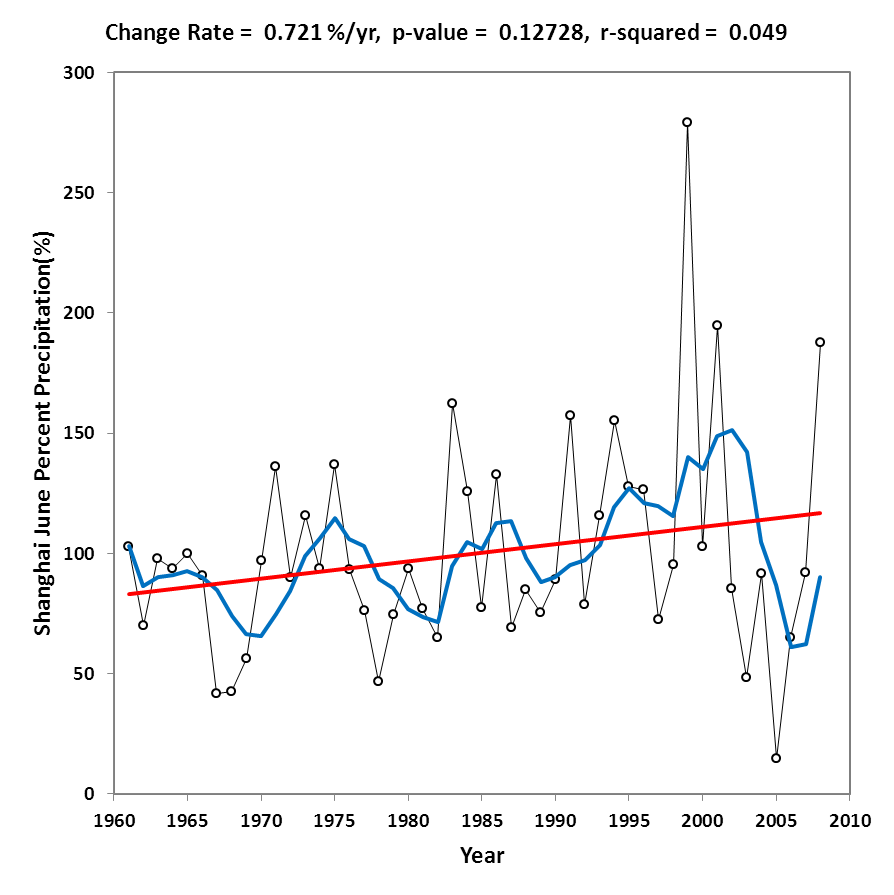 Change Rate = 0.721 %/yr, p-value = 0.12728, r-squared = 0.049
300
250
200
150
100
50
0
Shanghai June Percent Precipitation(%)
1960 1965 1970 1975 1980 1985 1990 1995 2000 2005 2010
Year